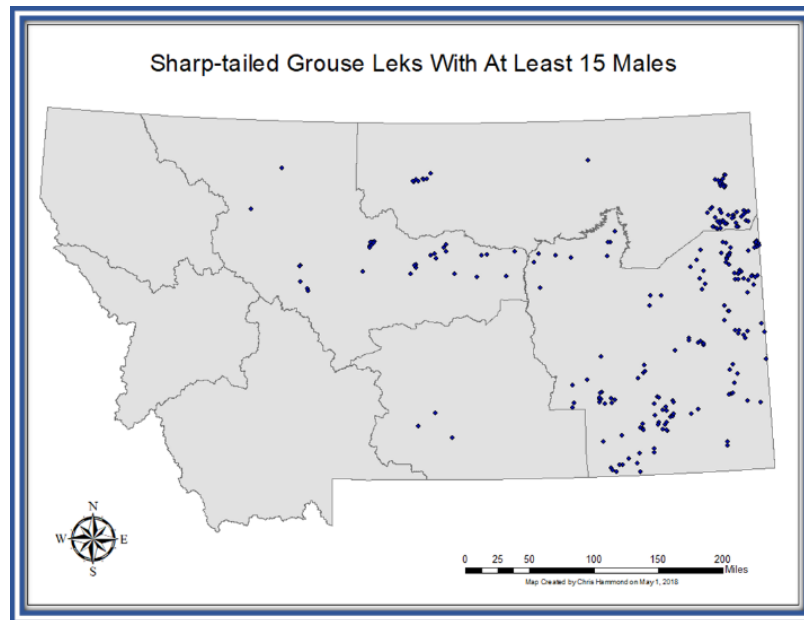 Sharp-tailed Grouse Leks With At Least 15 Males
N
W E
S
0 25 50 100 150 200
Miles
Map Created by Chris Hammond on May 1, 2018